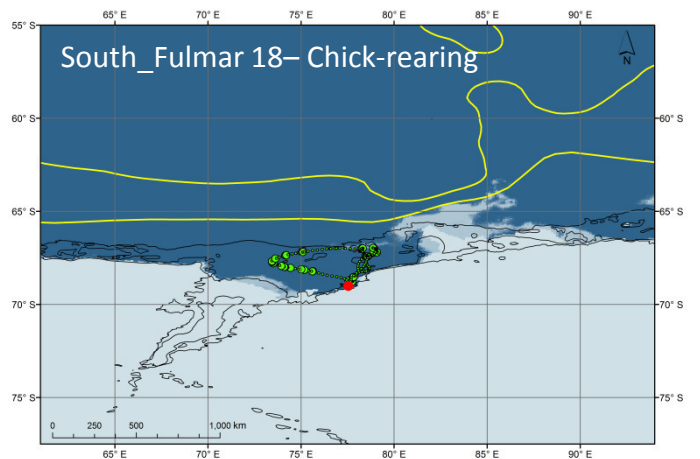 65° E 70° E 75° E 80° E 85° E 90° E
55° S 55° S
South_Fulmar 18– Chick-rearing
N
60° S 60° S
65° S 65° S
70° S 70° S
75° S 75° S
0 250 500 1,000 km
65° E 70° E 75° E 80° E 85° E 90° E